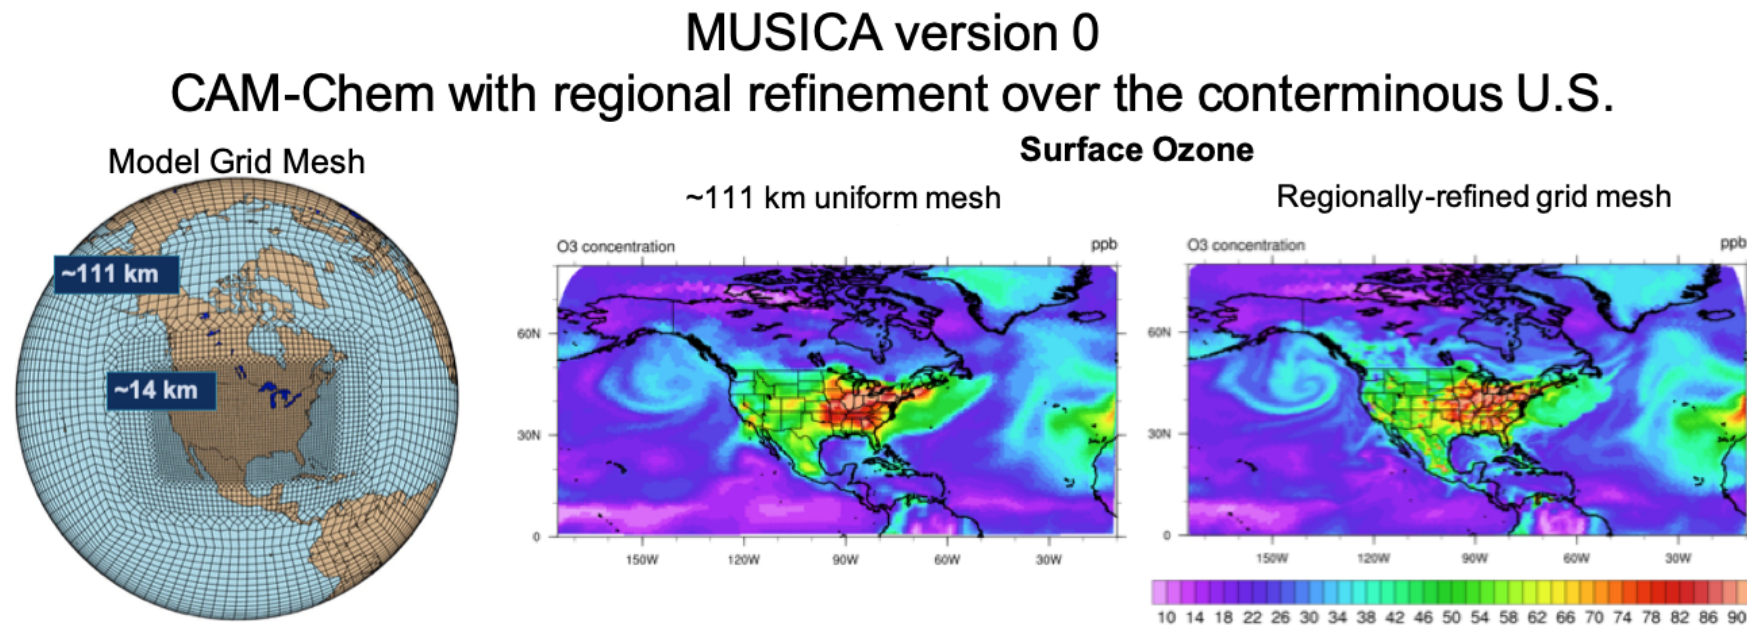 MUSICA version 0
CAM-Chem with regional refinement over the conterminous U.S.
Model Grid Mesh
~111 km
~14 km
Surface Ozone
~111 km uniform mesh
O3 concentration ppb
60N
30N
0
150W 120W 90W 60W 30W
Regionally-refined grid mesh
O3 concentration ppb
60N
30N
0
150W 120W 90W 60W 30W
10 14 18 22 26 30 34 38 42 46 50 54 58 62 66 70 74 78 82 86 90